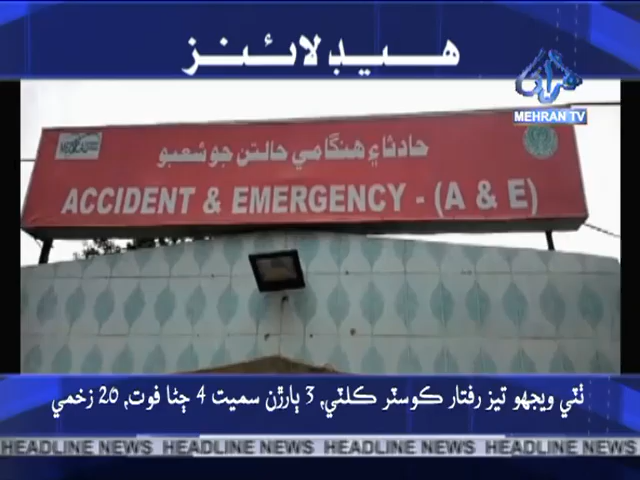 هيڊلائنز
MEHRAN TV
حادثا۽ هنگامي حالتن جو شعبو
ACCIDENT & EMERGENCY - (A & E)
ٺٽي ويجهو تيز رفتار ڪوسٽر ڪلٽي، 3 ٻارڙن سميت 4 ڄڻا فوت، 20 زخمي
HEADLINE NEWS HEADLINE NEWS HEADLINE NEWS HEADLINE NEWS